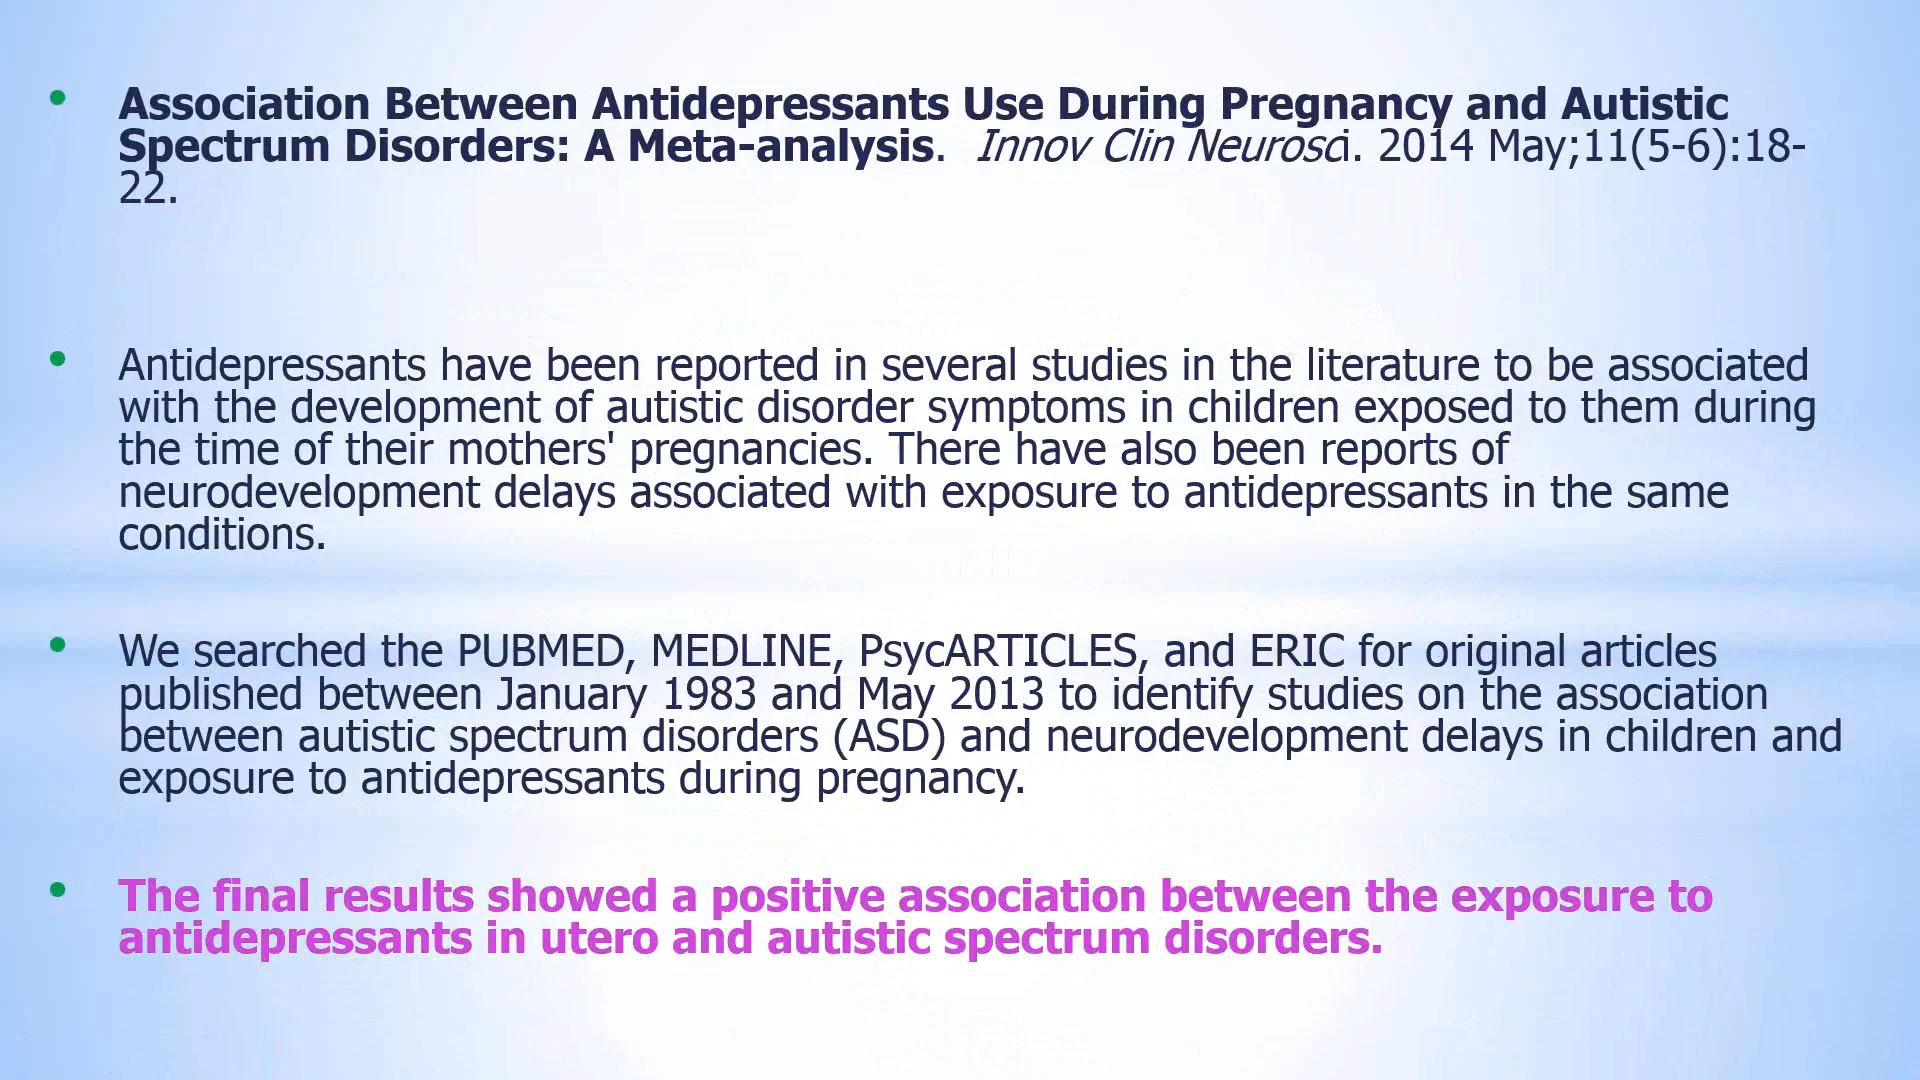 • Association Between Antidepressants Use During Pregnancy and Autistic
Spectrum Disorders: A Meta-analysis. Innov Clin Neurosci. 2014 May;11(5-6):18-
22.
• Antidepressants have been reported in several studies in the literature to be associated
with the development of autistic disorder symptoms in children exposed to them during
the time of their mothers' pregnancies. There have also been reports of
neurodevelopment delays associated with exposure to antidepressants in the same
conditions.
• We searched the PUBMED, MEDLINE, PsycARTICLES, and ERIC for original articles
published between January 1983 and May 2013 to identify studies on the association
between autistic spectrum disorders (ASD) and neurodevelopment delays in children and
exposure to antidepressants during pregnancy.
• The final results showed a positive association between the exposure to
antidepressants in utero and autistic spectrum disorders.